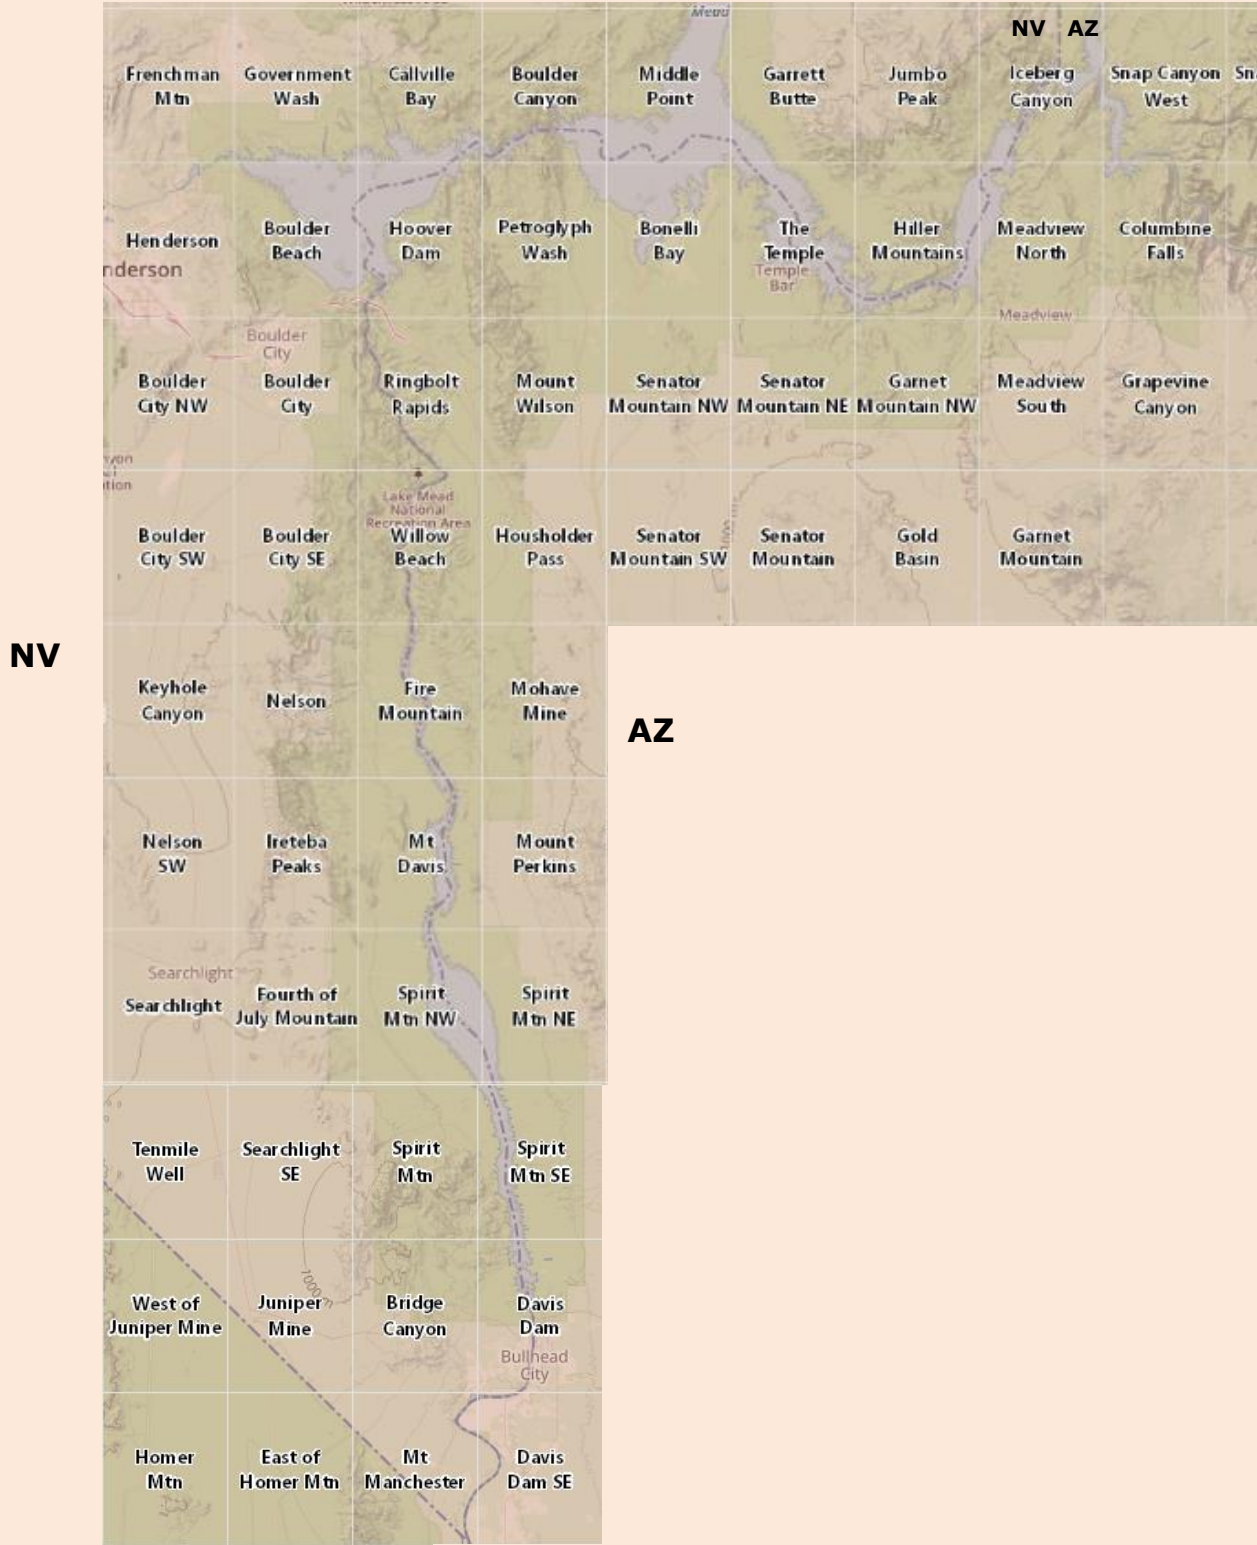 Mead
NV AZ
Frenchman
Mtn
Government
Wash
Callville
Bay
Boulder
Canyon
Middle
Point
Garrett
Butte
Jumbo
Peak
Iceberg
Canyon
Snap Canyon
West
Sn
Henderson
nderson
Boulder
Beach
Hoover
Dam
Petroglyph
Wash
Bonelli
Bay
The
Temple
Temple
Bar
Hiller
Mountains
Meadview
North
Columbine
Falls
Meadview
Boulder
City
Boulder
City NW
Boulder
City
Ringbolt
Rapids
Mount
Wilson
Senator
Mountain NW
Senator
Mountain NE
Garnet
Mountain NW
Meadview
South
Grapevine
Canyon
yon
tion
Lake Mead
National
Recreation Area
Boulder
City SW
Boulder
City SE
Willow
Beach
Housholder
Pass
Senator
Mountain SW
Senator
Mountain
Gold
Basin
Garnet
Mountain
NV
AZ
Keyhole
Canyon
Nelson
Fire
Mountain
Mohave
Mine
Nelson
SW
Ireteba
Peaks
Mt
Davis
Mount
Perkins
Searchlight
Searchlight
Fourth of
July Mountain
Spirit
Mtn NW
Spirit
Mtn NE
Tenmile
Well
Searchlight
SE
Spirit
Mtn
Spirit
Mtn SE
1000 m
West of
Juniper Mine
Juniper
Mine
Bridge
Canyon
Davis
Dam
Bullhead
City
Homer
Mtn
East of
Homer Mtn
Mt
Manchester
Davis
Dam SE